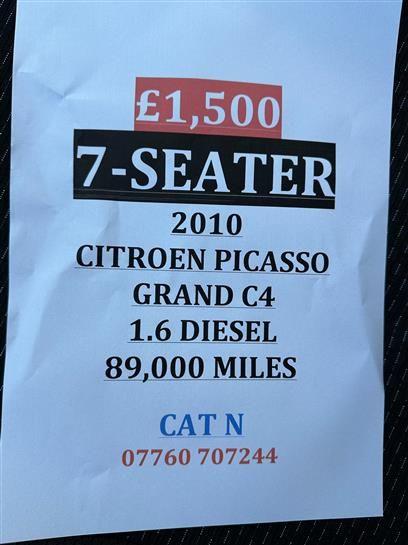 £1,500
7-SEATER
2010
CITROEN PICASSO
GRAND C4
1.6 DIESEL
89,000 MILES
CAT N
07760 707244